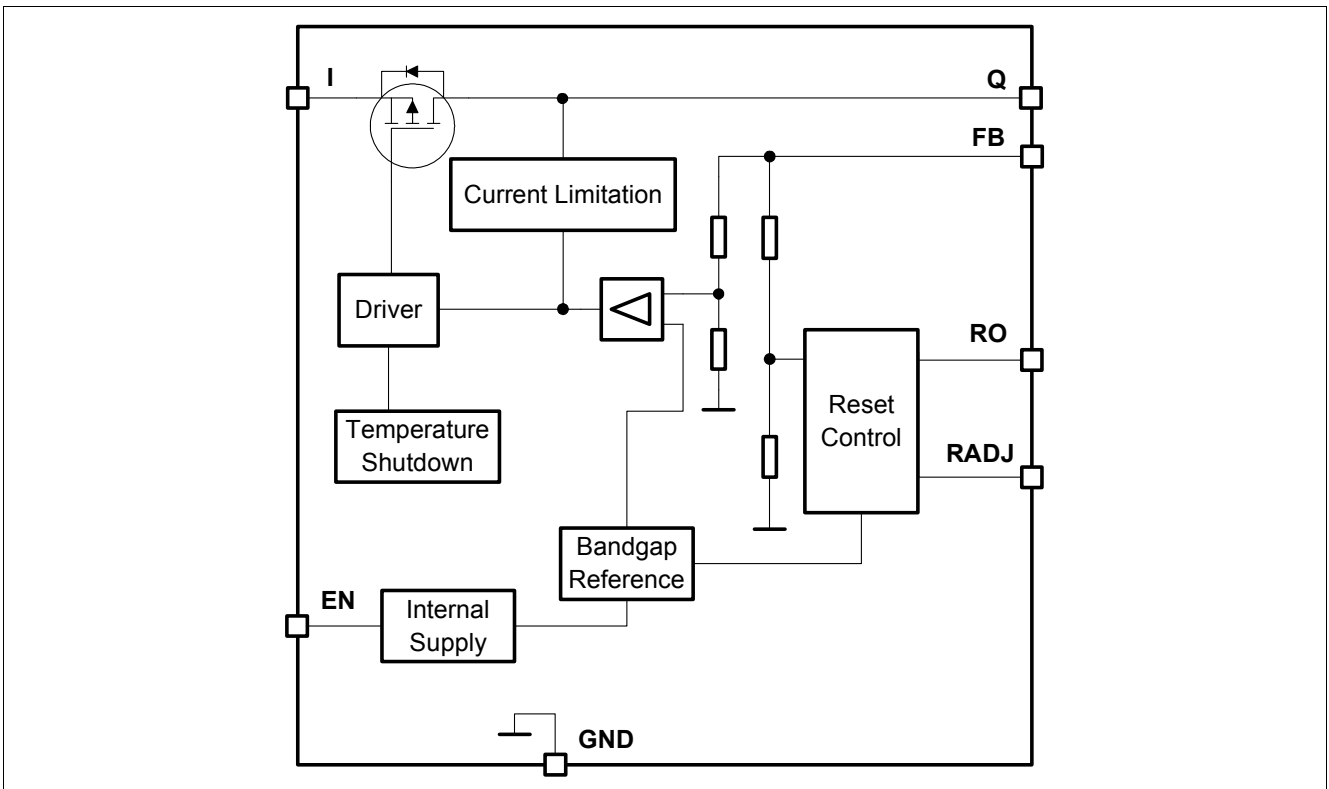 I
Q
FB
Current Limitation
Driver
RO
Reset
Control
Temperature
Shutdown
RADJ
Bandgap
Reference
EN
Internal
Supply
GND